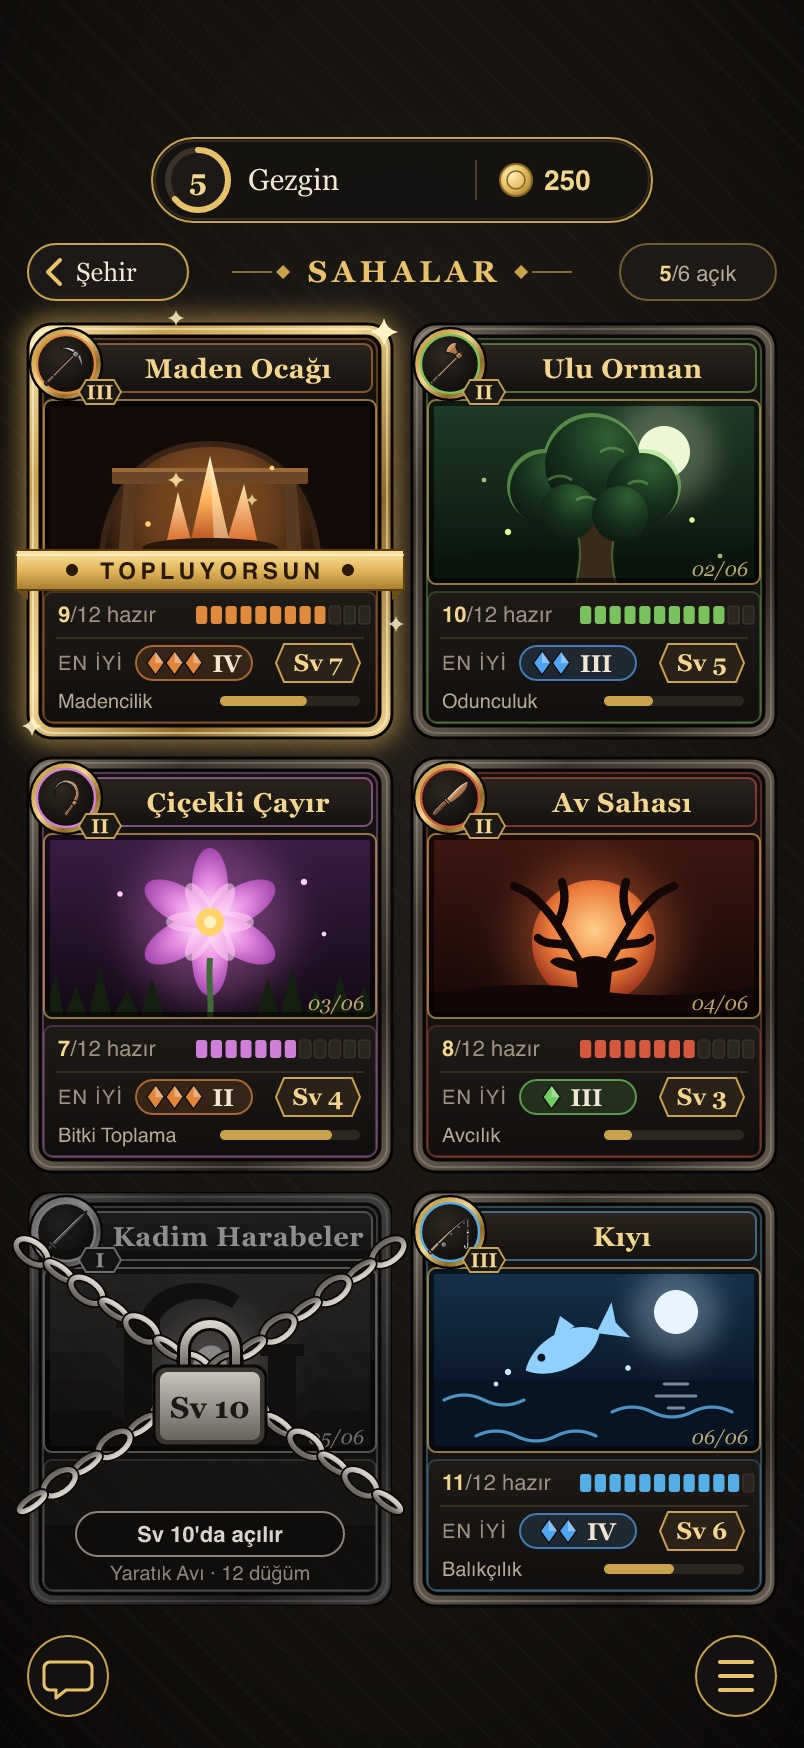 5 Gezgin 250
Şehir SAHALAR 5/6 açık
Maden Ocağı
III
TOPLUYORSUN
9/12 hazır
EN İYİ IV Sv 7
Madencilik
Ulu Orman
II
02/06
10/12 hazır
EN İYİ III Sv 5
Odunculuk
Çiçekli Çayır
II
03/06
7/12 hazır
EN İYİ II Sv 4
Bitki Toplama
Av Sahası
II
04/06
8/12 hazır
EN İYİ III Sv 3
Avcılık
Kadim Harabeler
I
Sv 10
05/06
Sv 10'da açılır
Yaratık Avı · 12 düğüm
Kıyı
III
06/06
11/12 hazır
EN İYİ IV Sv 6
Balıkçılık